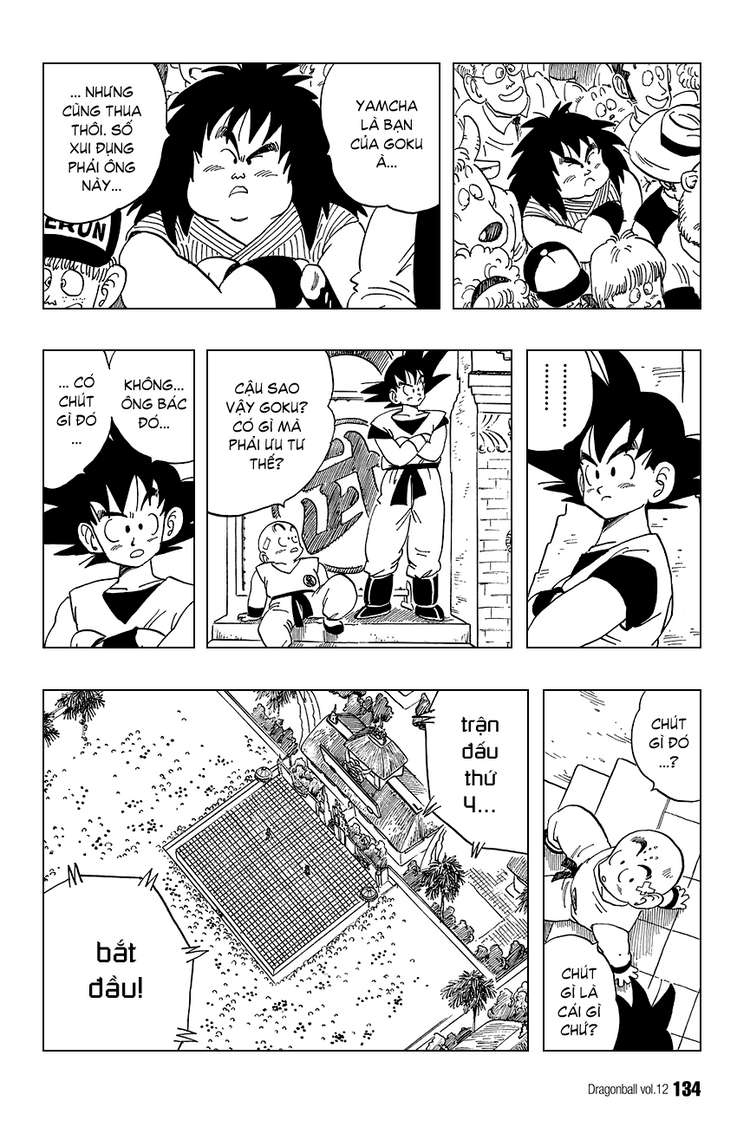 YAMCHA
LÀ BẠN
CỦA GOKU
À...
... NHƯNG
CŨNG THUA
THÔI. SỐ
XUI ĐỤNG
PHẢI ÔNG
NÀY...
.........
CẬU SAO
VẬY GOKU?
CÓ GÌ MÀ
PHẢI ƯU TƯ
THẾ?
KHÔNG...
ÔNG BÁC
ĐÓ...
... CÓ
CHÚT
GÌ ĐÓ
...
武
CHÚT
GÌ ĐÓ
...?
CHÚT
GÌ LÀ
CÁI GÌ
CHỨ?
trận
đấu
thứ
4...
bắt
đầu!
Dragonball vol.12 134